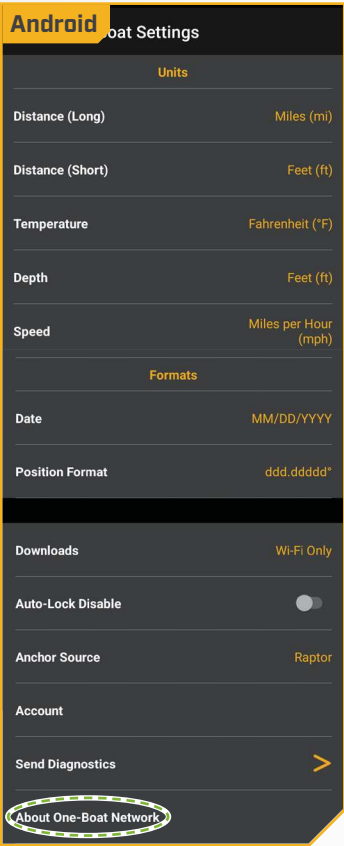 Android
oat Settings
Units
Distance (Long) Miles (mi)
Distance (Short) Feet (ft)
Temperature Fahrenheit (°F)
Depth Feet (ft)
Speed Miles per Hour
(mph)
Formats
Date MM/DD/YYYY
Position Format ddd.ddddd°
Downloads Wi-Fi Only
Auto-Lock Disable
Anchor Source Raptor
Account
Send Diagnostics >
About One-Boat Network